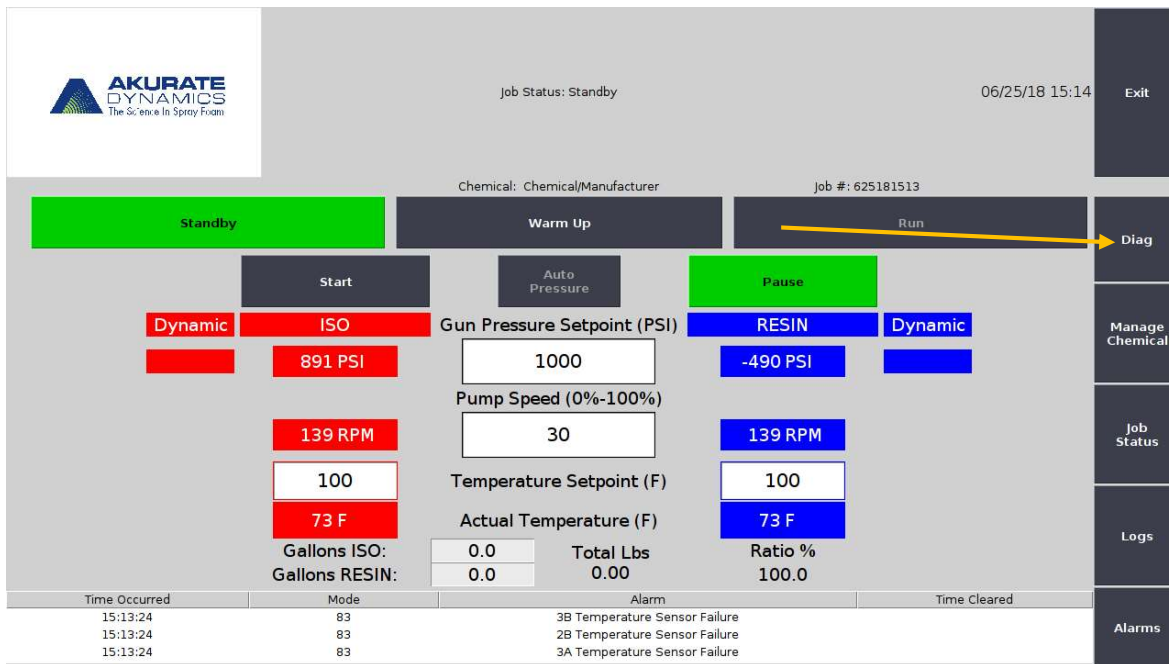 AKURATE
DYNAMICS
The Science In Spray Foam
Job Status: Standby
06/25/18 15:14
Exit
Chemical: Chemical/Manufacturer
Job #: 625181513
Standby
Warm Up
Run
Diag
Start
Auto
Pressure
Pause
Dynamic
ISO
Gun Pressure Setpoint (PSI)
RESIN
Dynamic
Manage
Chemical
891 PSI
1000
-490 PSI
Pump Speed (0%-100%)
139 RPM
30
139 RPM
Job
Status
100
Temperature Setpoint (F)
100
73 F
Actual Temperature (F)
73 F
Logs
Gallons ISO:
0.0
Total Lbs
Ratio %
Gallons RESIN:
0.0
0.00
100.0
Time Occurred
Mode
Alarm
Time Cleared
15:13:24
83
3B Temperature Sensor Failure
15:13:24
83
2B Temperature Sensor Failure
15:13:24
83
3A Temperature Sensor Failure
Alarms